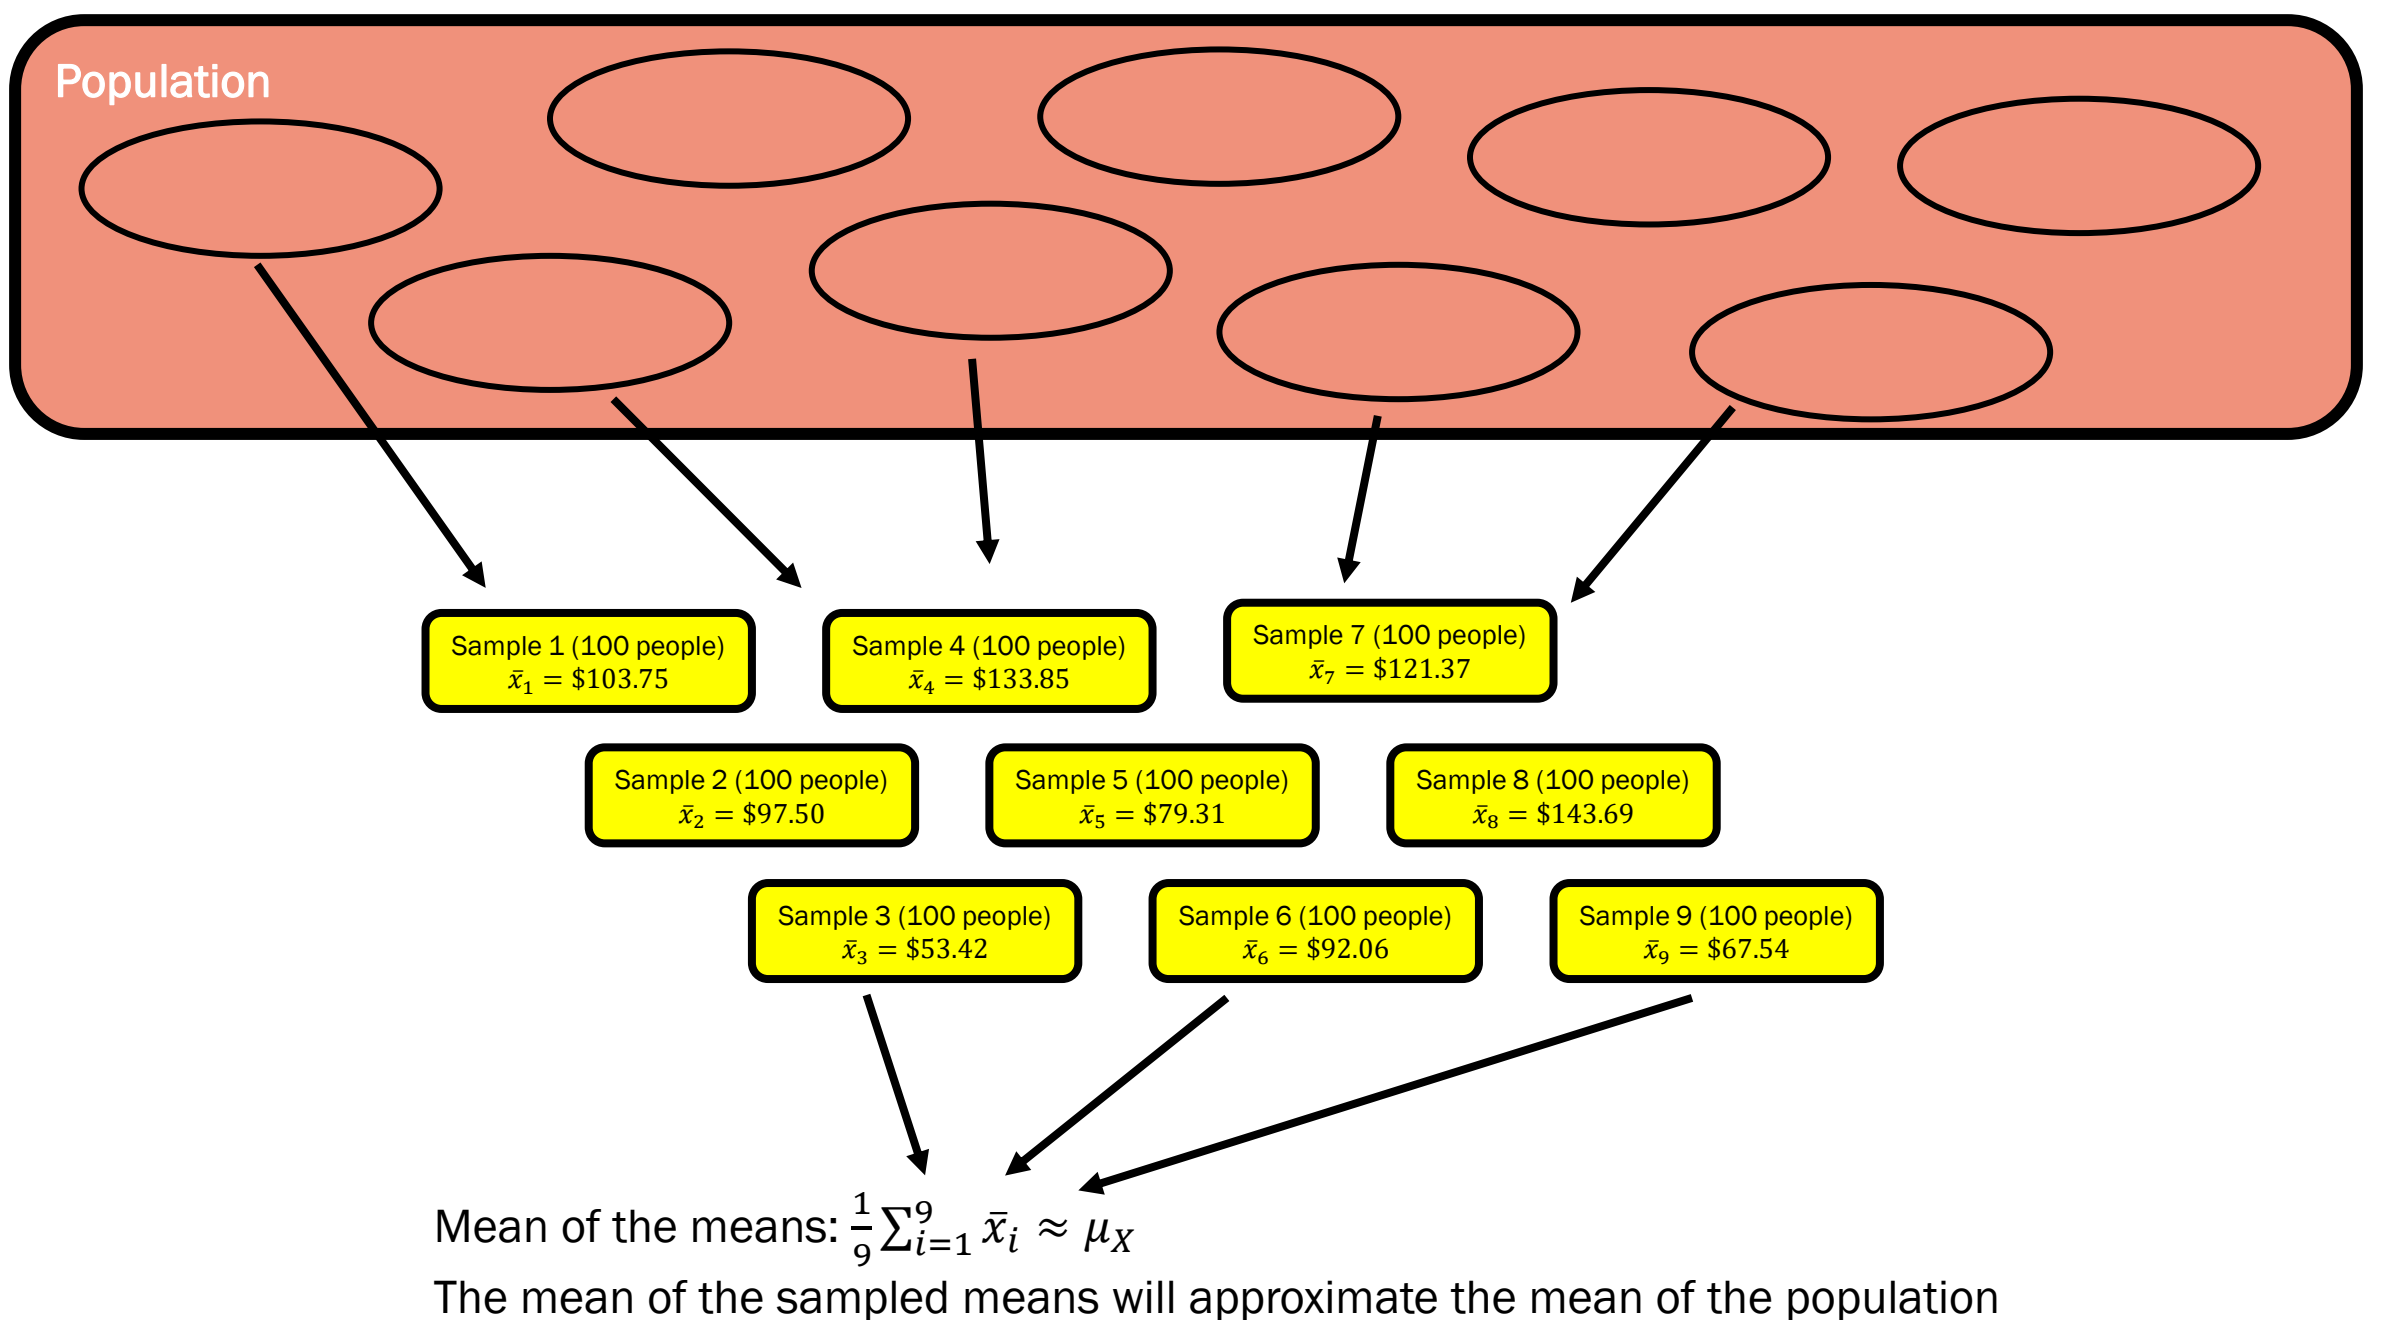 Population
Sample 1 (100 people)
x̄₁ = $103.75
Sample 4 (100 people)
x̄₄ = $133.85
Sample 7 (100 people)
x̄₇ = $121.37
Sample 2 (100 people)
x̄₂ = $97.50
Sample 5 (100 people)
x̄₅ = $79.31
Sample 8 (100 people)
x̄₈ = $143.69
Sample 3 (100 people)
x̄₃ = $53.42
Sample 6 (100 people)
x̄₆ = $92.06
Sample 9 (100 people)
x̄₉ = $67.54
Mean of the means: 1/9 ∑⁹ᵢ₌₁ x̄ᵢ ≈ μ_X
The mean of the sampled means will approximate the mean of the population